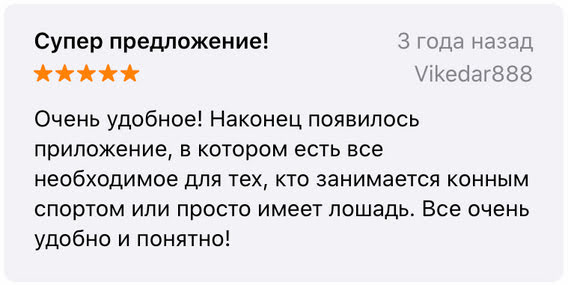 Супер предложение!
3 года назад
Vikedar888
Очень удобное! Наконец появилось
приложение, в котором есть все
необходимое для тех, кто занимается конным
спортом или просто имеет лошадь. Все очень
удобно и понятно!